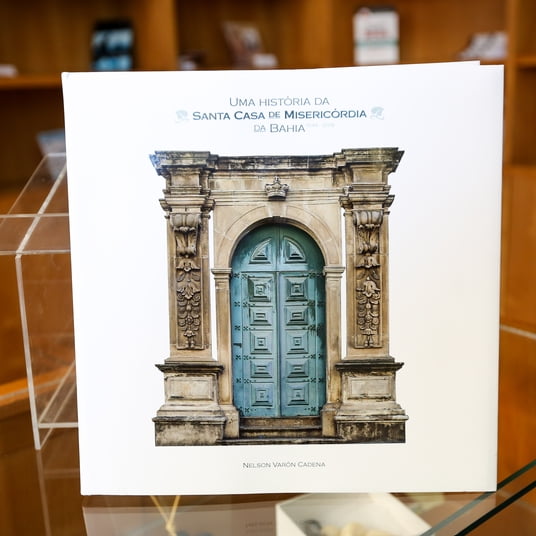 UMA HISTÓRIA DA
SANTA CASA DE MISERICÓRDIA
DA BAHIA
NELSON VARÓN CADENA